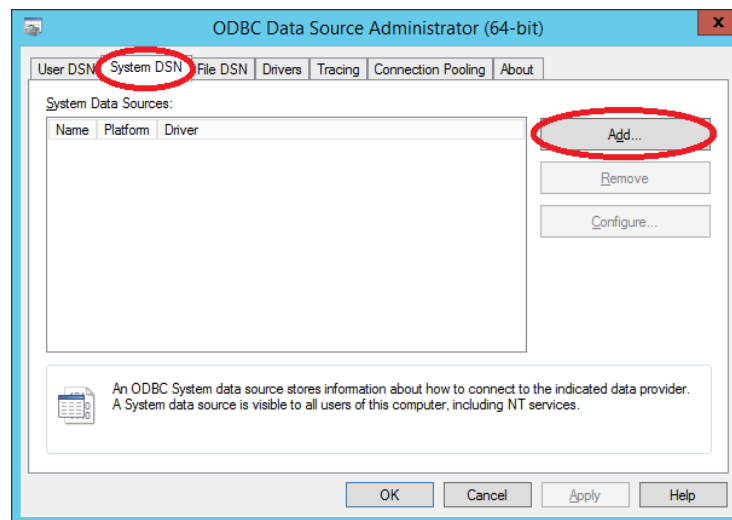 ODBC Data Source Administrator (64-bit)
x
User DSN System DSN File DSN Drivers Tracing Connection Pooling About
System Data Sources:
Name Platform Driver
Add...
Remove
Configure...
An ODBC System data source stores information about how to connect to the indicated data provider.
A System data source is visible to all users of this computer, including NT services.
OK Cancel Apply Help